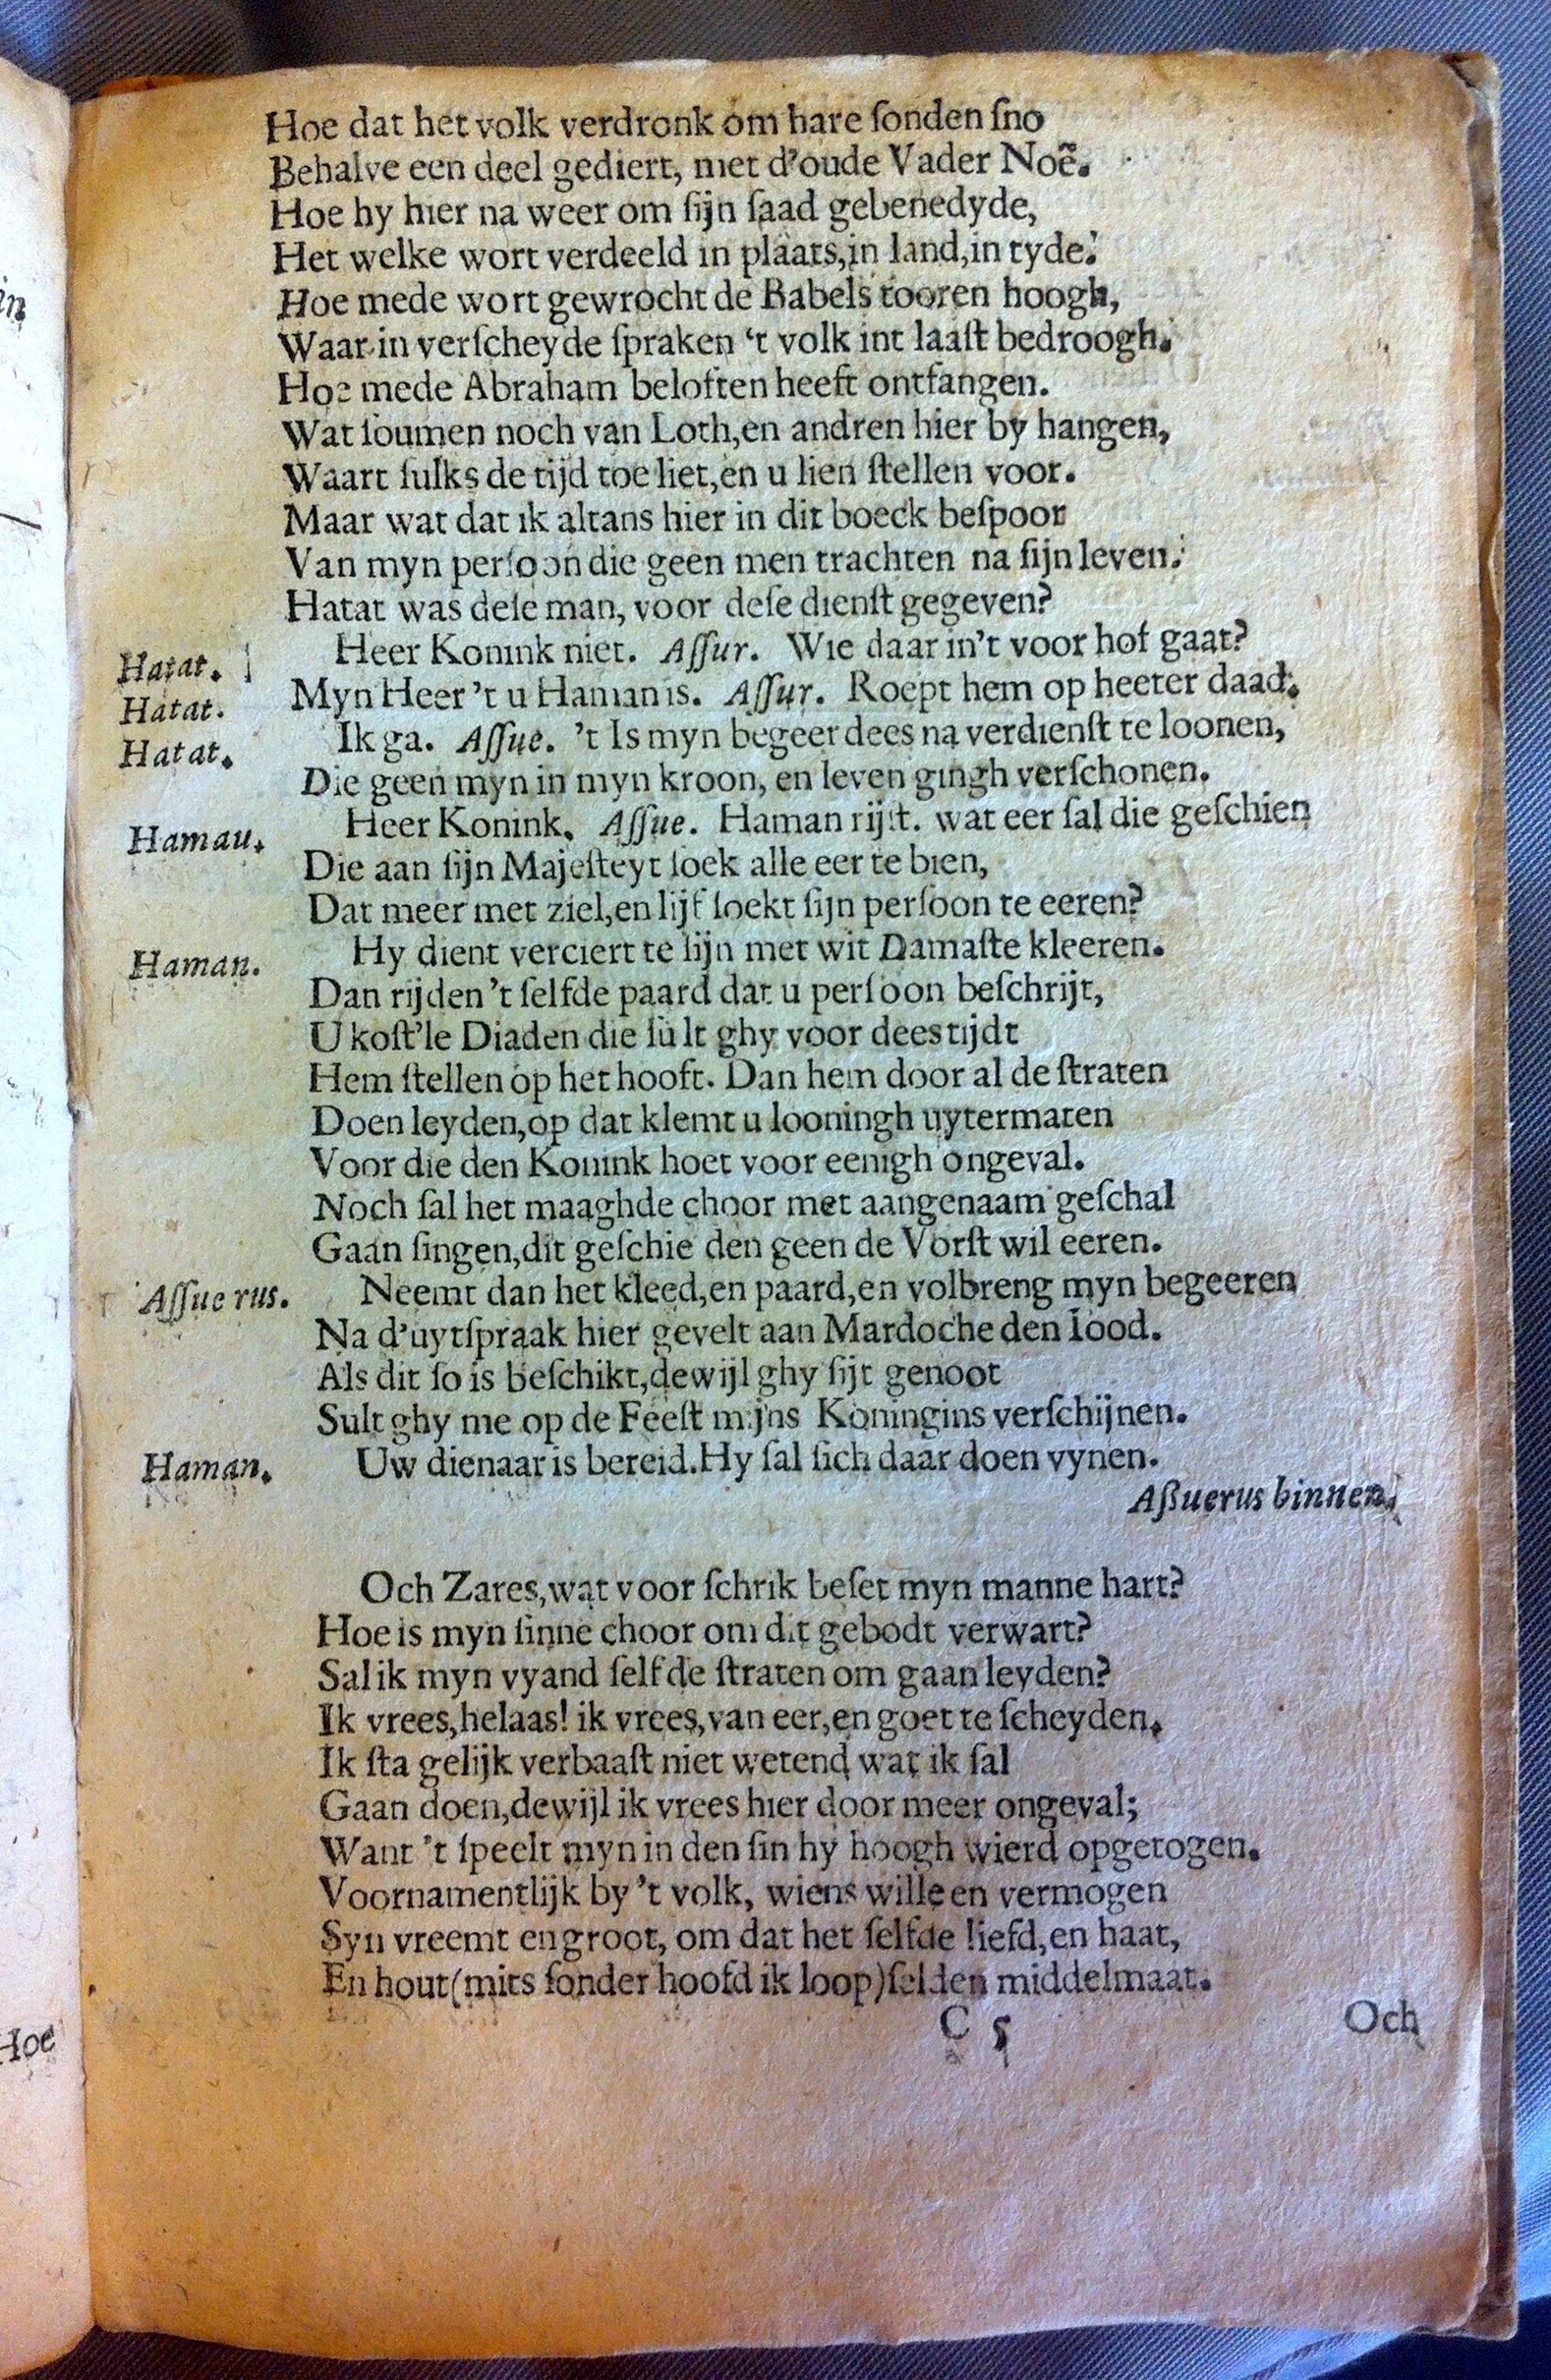 Hoe dat het volk verdronk om hare ſonden ſno
Behalve een deel gediert, met d'oude Vader Noë.
Hoe hy hier na weer om ſijn ſaad gebenedyde,
Het welke wort verdeeld in plaats,in land,in tyde.
Hoe mede wort gewrocht de Babels tooren hoogh,
Waar in verſcheyde ſpraken ‘t volk int laaſt bedroogh.
Hoe mede Abraham beloften heeft ontfangen.
Wat ſoumen noch van Loth,en andren hier by hangen,
Waart ſulks de tijd toe liet,en u lien ſtellen voor.
Maar wat dat ik altans hier in dit boeck beſpoor
Van myn perſoon die geen men trachten na ſijn leven.
Hatat was deſe man, voor deſe dienſt gegeven?
Hatat. Heer Konink niet. Aſſur. Wie daar in't voor hof gaat?
Hatat. Myn Heer 't u Haman is. Aſſur. Roept hem op heeter daad.
Hatat. Ik ga. Aſſue. 't Is myn begeer dees na verdienſt te loonen,
Die geen myn in myn kroon, en leven gingh verſchonen.
Hamau. Heer Konink. Aſſue. Haman rijſt. wat eer ſal die geſchien
Die aan ſijn Majeſteyt ſoek alle eer te bien,
Dat meer met ziel,en lijf ſoekt ſijn perſoon te eeren?
Haman. Hy dient verciert te ſijn met wit Damaſte kleeren.
Dan rijden 't ſelfde paard dat u perſoon beſchrijt,
U koſt'le Diaden die ſult ghy voor dees tijdt
Hem ſtellen op het hooft. Dan hem door al de ſtraten
Doen leyden,op dat klemt u looningh uytermaten
Voor die den Konink hoet voor eenigh ongeval.
Noch ſal het maaghde choor met aangenaam geſchal
Gaan ſingen,dit geſchie den geen de Vorſt wil eeren.
Aſſue rus. Neemt dan het kleed,en paard,en volbreng myn begeeren
Na d'uytſpraak hier gevelt aan Mardoche den Iood.
Als dit ſo is beſchikt,dewijl ghy ſijt genoot
Sult ghy me op de Feeſt mijns Koningins verſchijnen.
Haman. Uw dienaar is bereid.Hy ſal ſich daar doen vynen.
Aßuerus binnen.
Och Zares,wat voor ſchrik beſet myn manne hart?
Hoe is myn ſinne choor om dit gebodt verwart?
Sal ik myn vyand ſelf de ſtraten om gaan leyden?
Ik vrees,helaas! ik vrees,van eer,en goet te ſcheyden.
Ik ſta gelijk verbaaſt niet wetend wat ik ſal
Gaan doen,dewijl ik vrees hier door meer ongeval;
Want 't ſpeelt myn in den ſin hy hoogh wierd opgetogen.
Voornamentlijk by 't volk, wiens wille en vermogen
Syn vreemt en groot, om dat het ſelfde liefd,en haat,
En hout(mits ſonder hoofd ik loop)ſelden middelmaat.
C 5 Och
in
Hoe